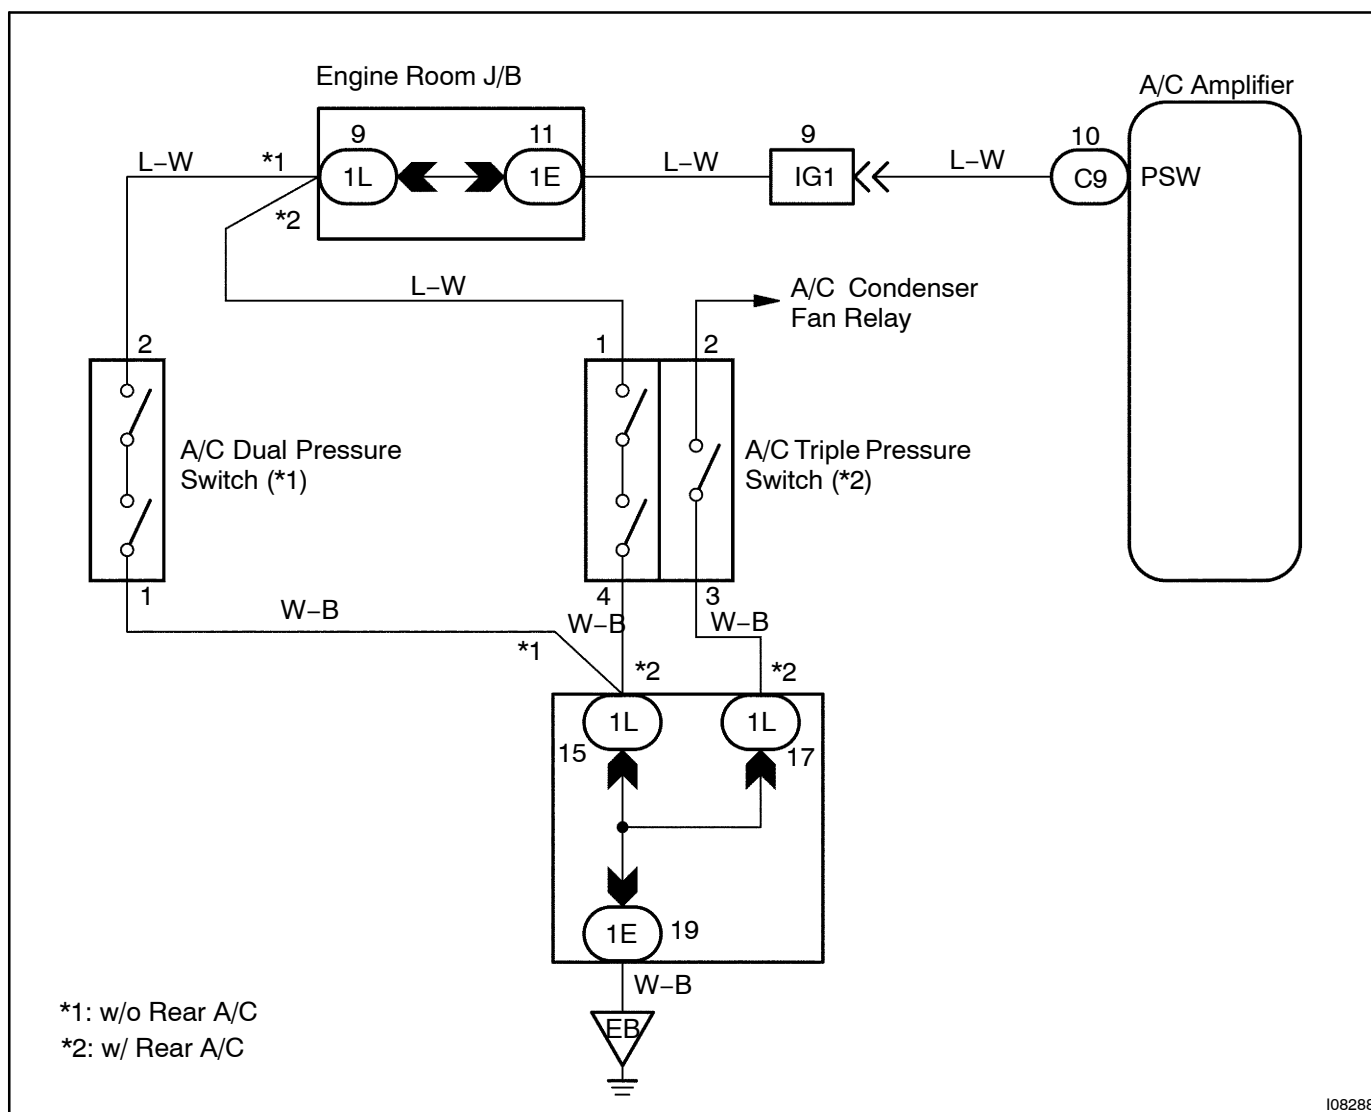 Engine Room J/B
A/C Amplifier
9
11
9
10
L–W
*1
1L
1E
L–W
IG1
L–W
C9
PSW
*2
L–W
A/C Condenser
Fan Relay
2
1
2
A/C Dual Pressure
Switch (*1)
A/C Triple Pressure
Switch (*2)
1
4
3
W–B
W–B
W–B
*1
*2
*2
1L
1L
15
17
1E
19
W–B
EB
*1: w/o Rear A/C
*2: w/ Rear A/C
I08288